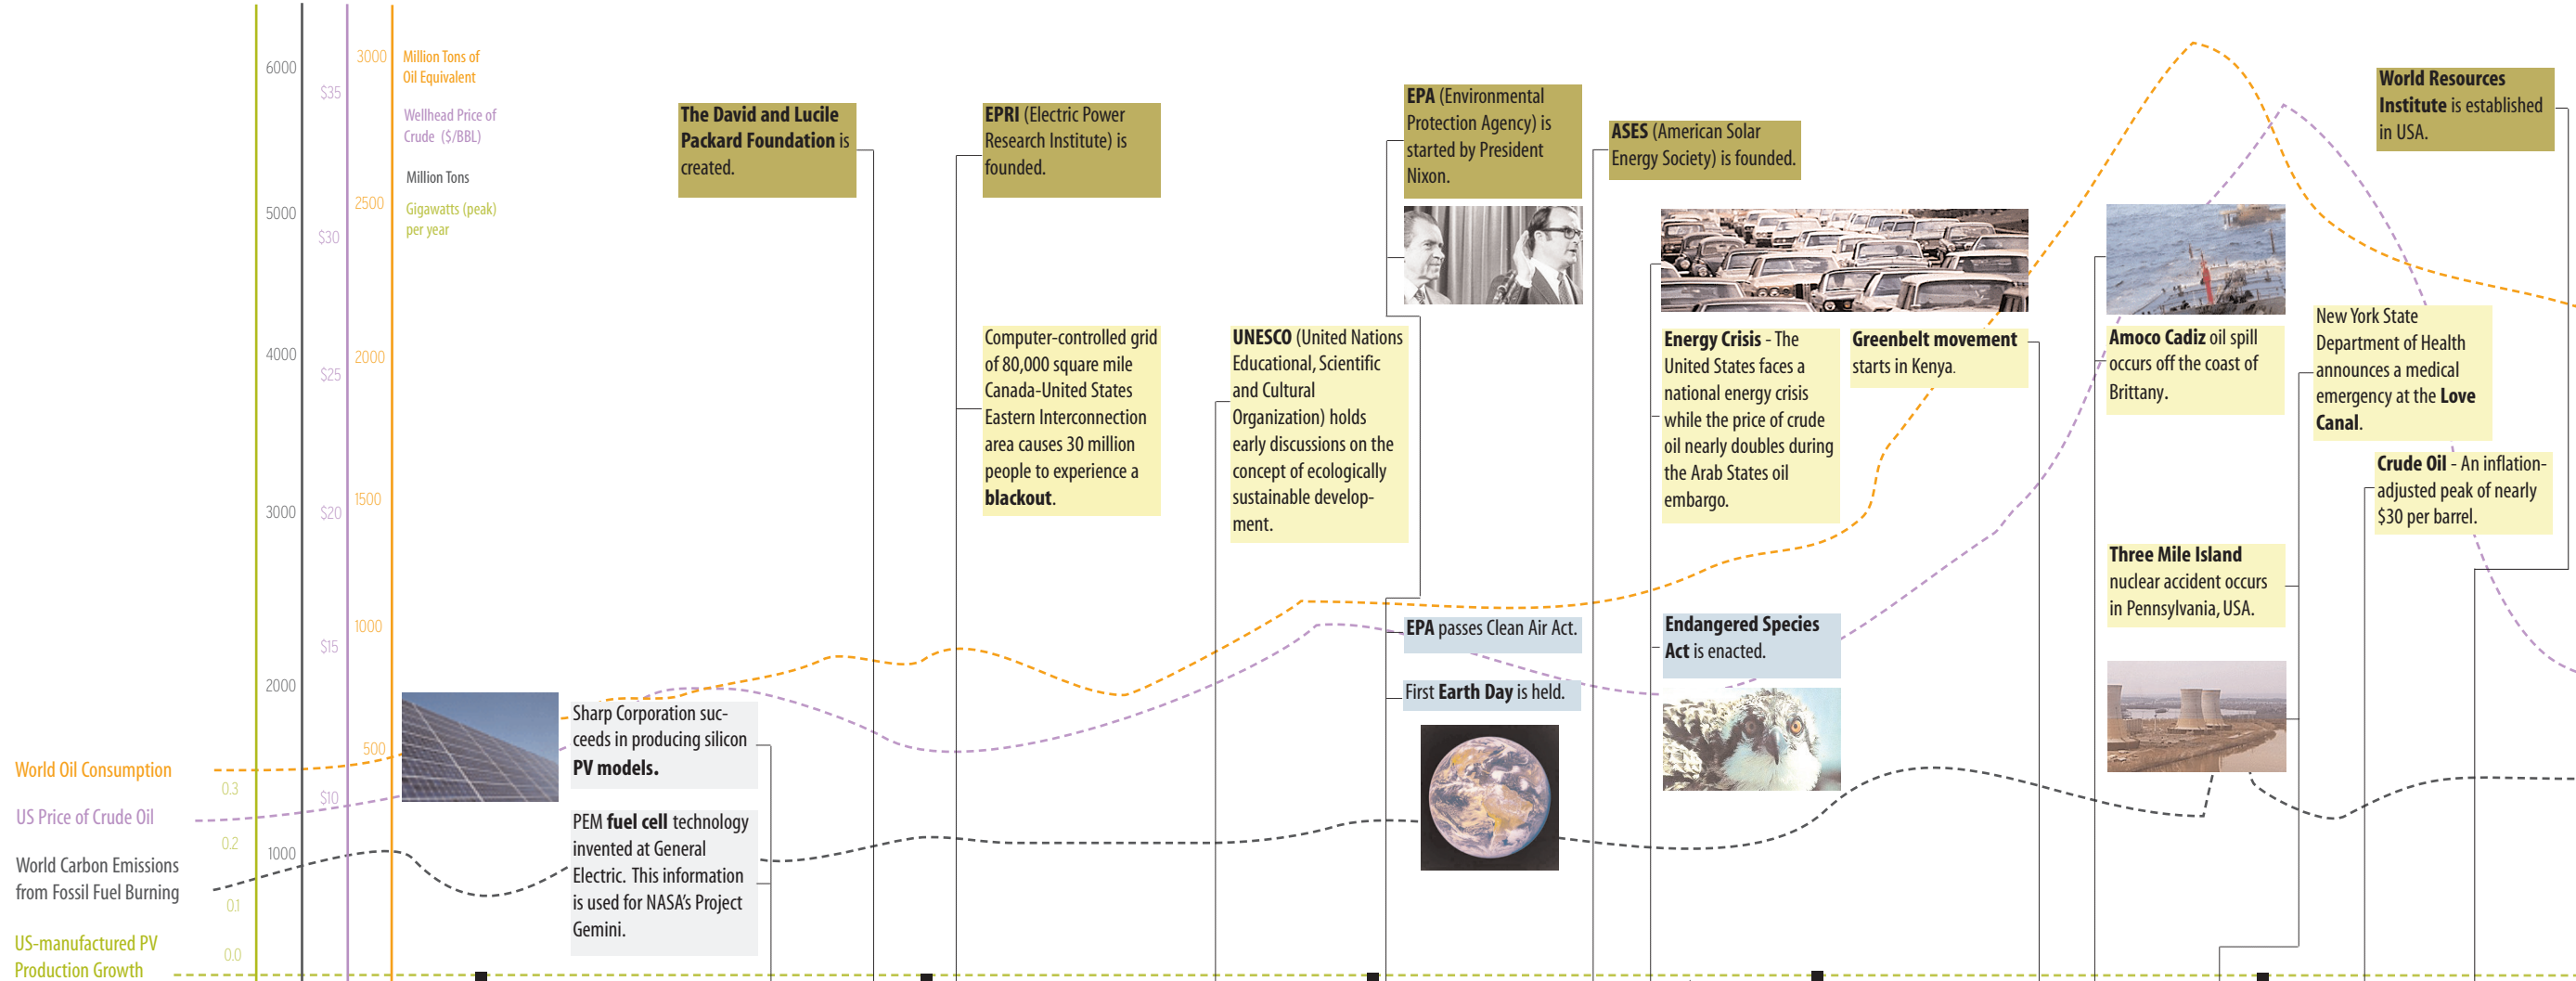 6000
5000
4000
3000
2000
1000
$35
$30
$25
$20
$15
$10
3000
2500
2000
1500
1000
500
0.3
0.2
0.1
0.0
Million Tons of
Oil Equivalent
Wellhead Price of
Crude ($/BBL)
Million Tons
Gigawatts (peak)
per year
World Oil Consumption
US Price of Crude Oil
World Carbon Emissions
from Fossil Fuel Burning
US-manufactured PV
Production Growth
Sharp Corporation suc-
ceeds in producing silicon
PV models.
PEM fuel cell technology
invented at General
Electric. This information
is used for NASA's Project
Gemini.
The David and Lucile
Packard Foundation is
created.
EPRI (Electric Power
Research Institute) is
founded.
Computer-controlled grid
of 80,000 square mile
Canada-United States
Eastern Interconnection
area causes 30 million
people to experience a
blackout.
UNESCO (United Nations
Educational, Scientific
and Cultural
Organization) holds
early discussions on the
concept of ecologically
sustainable develop-
ment.
EPA (Environmental
Protection Agency) is
started by President
Nixon.
EPA passes Clean Air Act.
First Earth Day is held.
ASES (American Solar
Energy Society) is founded.
Energy Crisis - The
United States faces a
national energy crisis
while the price of crude
oil nearly doubles during
the Arab States oil
embargo.
Greenbelt movement
starts in Kenya.
Endangered Species
Act is enacted.
Amoco Cadiz oil spill
occurs off the coast of
Brittany.
Three Mile Island
nuclear accident occurs
in Pennsylvania, USA.
New York State
Department of Health
announces a medical
emergency at the Love
Canal.
Crude Oil - An inflation-
adjusted peak of nearly
$30 per barrel.
World Resources
Institute is established
in USA.